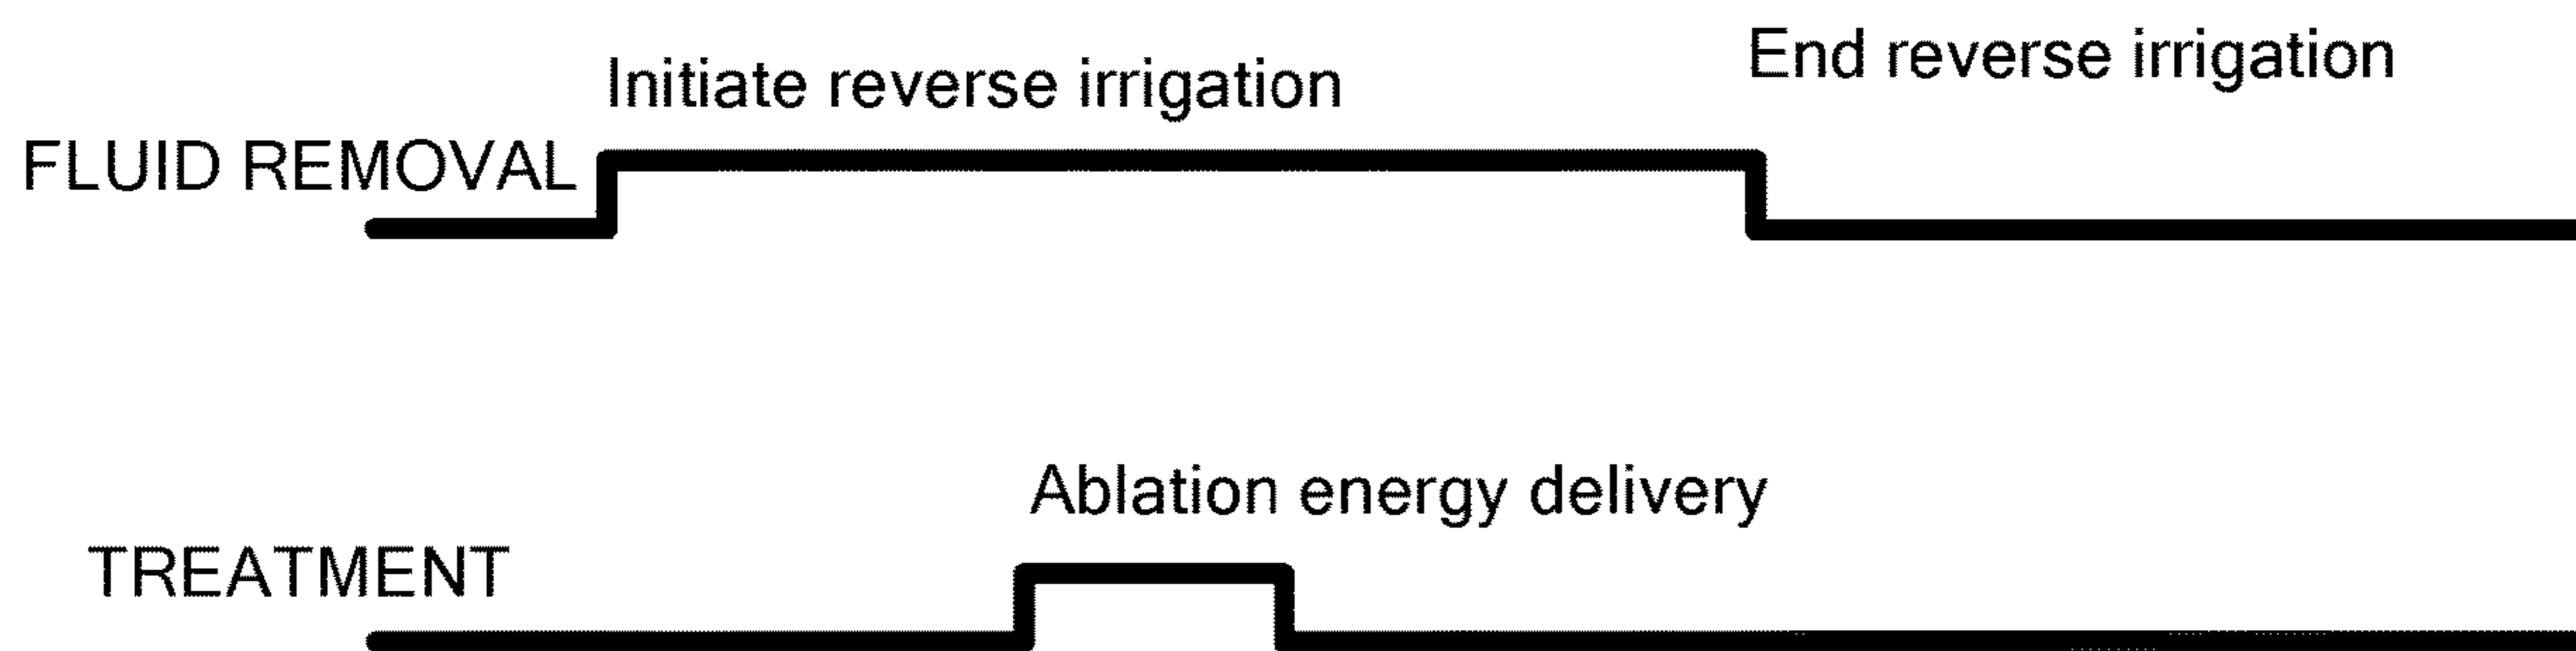 Initiate reverse irrigation
End reverse irrigation
FLUID REMOVAL
Ablation energy delivery
TREATMENT